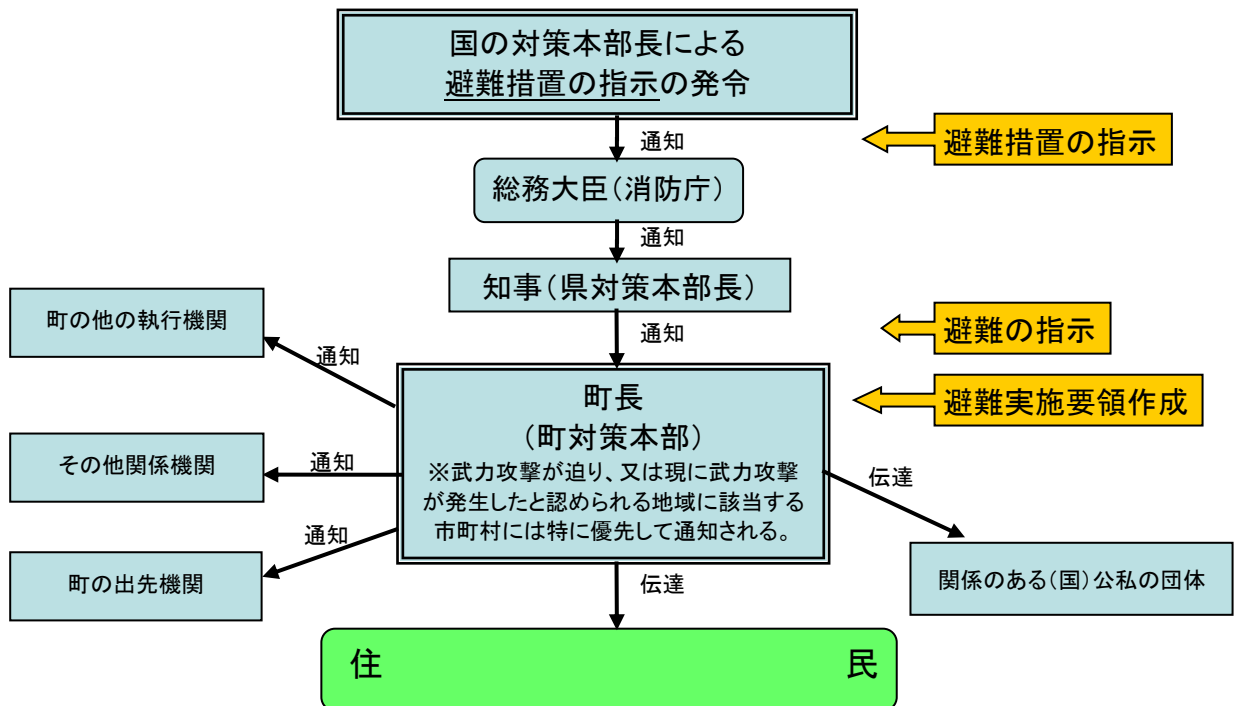 国の対策本部長による
避難措置の指示の発令
通知
避難措置の指示
総務大臣(消防庁)
通知
知事(県対策本部長)
町の他の執行機関
通知
通知
避難の指示
町長
(町対策本部)
※武力攻撃が迫り、又は現に武力攻撃
が発生したと認められる地域に該当する
市町村には特に優先して通知される。
避難実施要領作成
その他関係機関
通知
伝達
通知
町の出先機関
関係のある(国)公私の団体
伝達
住 民